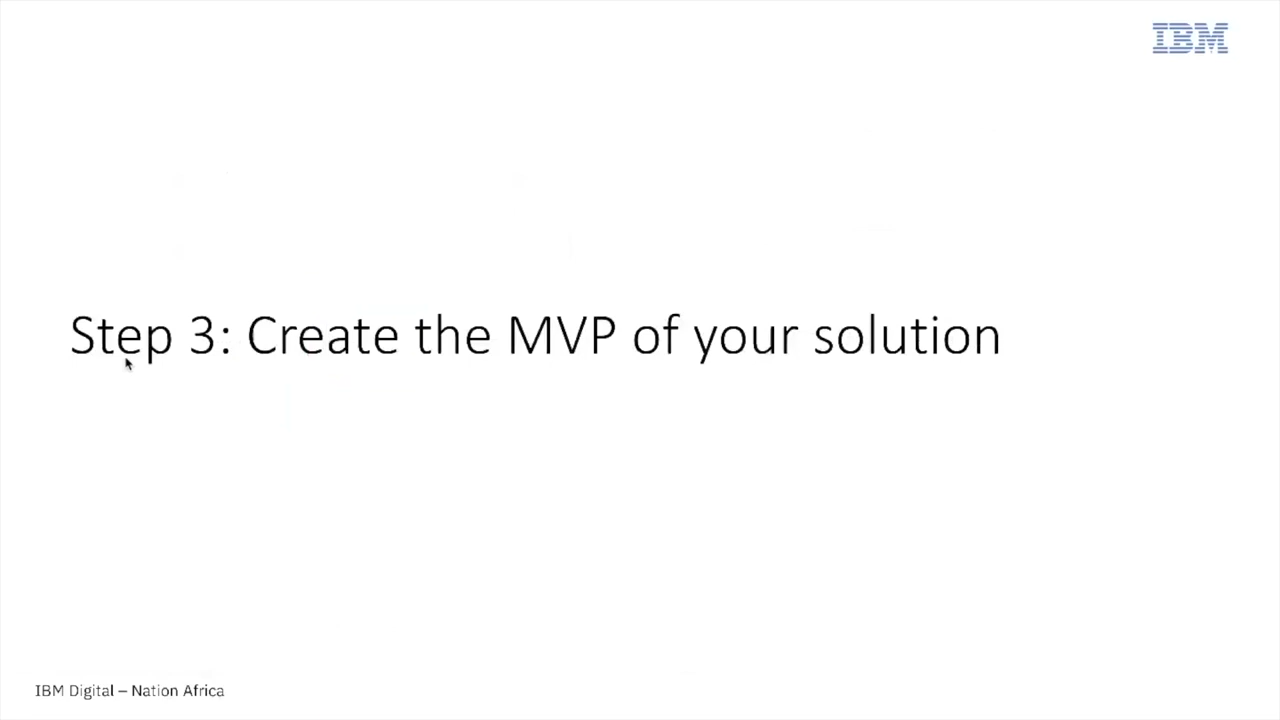 IBM
Step 3: Create the MVP of your solution
IBM Digital – Nation Africa